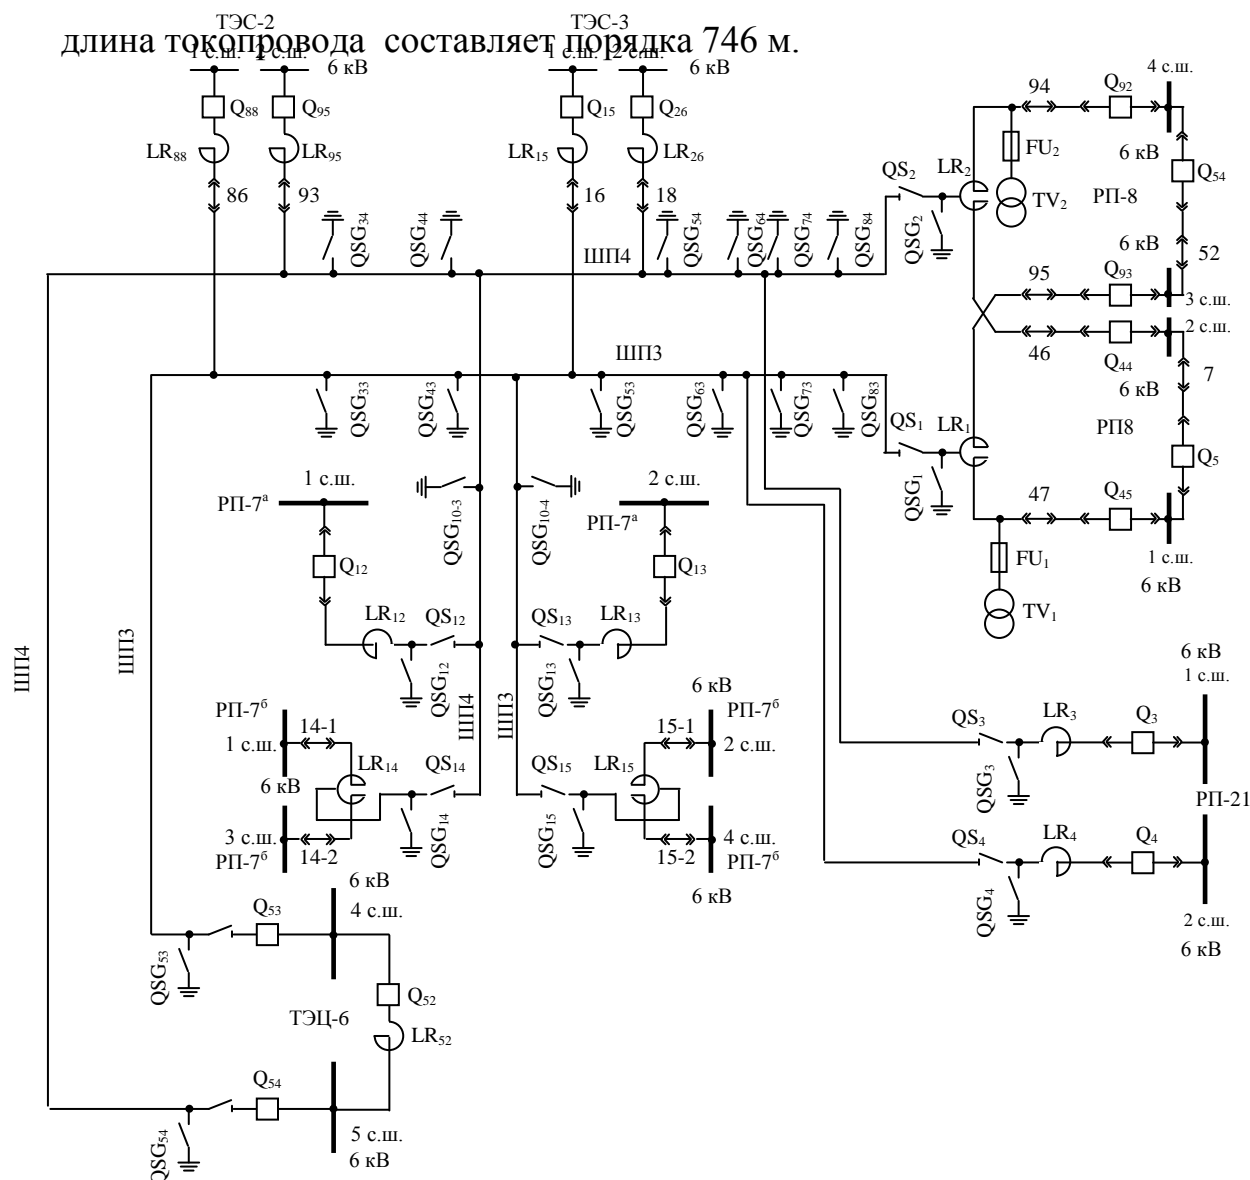 ТЭС-2
ТЭС-3
длина токопровода составляет порядка 746 м.
1 с.ш.
2 с.ш.
6 кВ
1 с.ш.
2 с.ш.
6 кВ
4 с.ш.
Q88
Q95
Q15
Q26
94
Q92
LR88
LR95
LR15
LR26
FU2
6 кВ
Q54
86
93
16
18
QS2
LR2
TV2
РП-8
QSG34
QSG44
QSG54
QSG64
QSG74
QSG84
QSG2
ШП4
6 кВ
52
95
Q93
3 с.ш.
2 с.ш.
46
Q44
ШП3
6 кВ
7
QSG33
QSG43
QSG53
QSG63
QSG73
QSG83
QS1
LR1
РП8
Q5
QSG1
1 с.ш.
2 с.ш.
РП-7а
РП-7а
QSG10-3
QSG10-4
47
Q45
Q12
Q13
FU1
1 с.ш.
6 кВ
TV1
LR12
QS12
QS13
LR13
QSG12
QSG13
ШП4
ШП3
ШП4
ШП3
6 кВ
6 кВ
1 с.ш.
РП-7б
14-1
15-1
РП-7б
1 с.ш.
2 с.ш.
QS3
LR3
Q3
LR14
QS14
QS15
LR15
6 кВ
QSG3
РП-21
3 с.ш.
14-2
QSG14
QSG15
15-2
4 с.ш.
РП-7б
РП-7б
QS4
LR4
Q4
6 кВ
6 кВ
QSG4
Q53
4 с.ш.
2 с.ш.
6 кВ
QSG53
Q52
ТЭЦ-6
LR52
Q54
QSG54
5 с.ш.
6 кВ